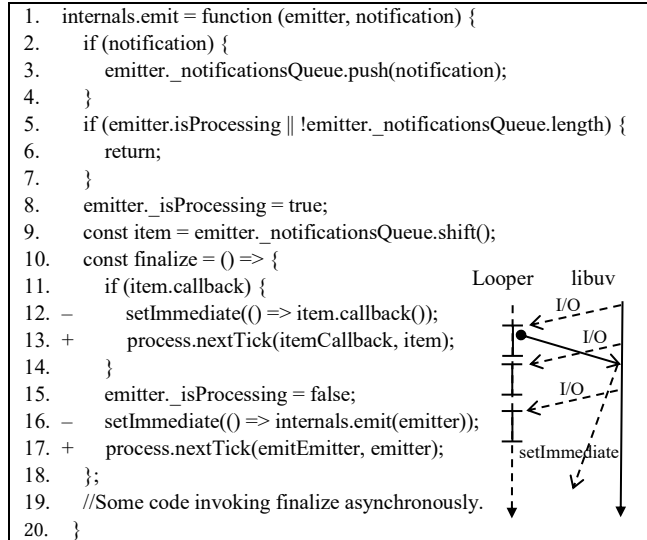 1. internals.emit = function (emitter, notification) {
2. if (notification) {
3. emitter._notificationsQueue.push(notification);
4. }
5. if (emitter.isProcessing || !emitter._notificationsQueue.length) {
6. return;
7. }
8. emitter._isProcessing = true;
9. const item = emitter._notificationsQueue.shift();
10. const finalize = () => {
11. if (item.callback) {
12. – setImmediate(() => item.callback());
13. + process.nextTick(itemCallback, item);
14. }
15. emitter._isProcessing = false;
16. – setImmediate(() => internals.emit(emitter));
17. + process.nextTick(emitEmitter, emitter);
18. };
19. //Some code invoking finalize asynchronously.
20. }
Looper libuv
I/O
I/O
I/O
setImmediate